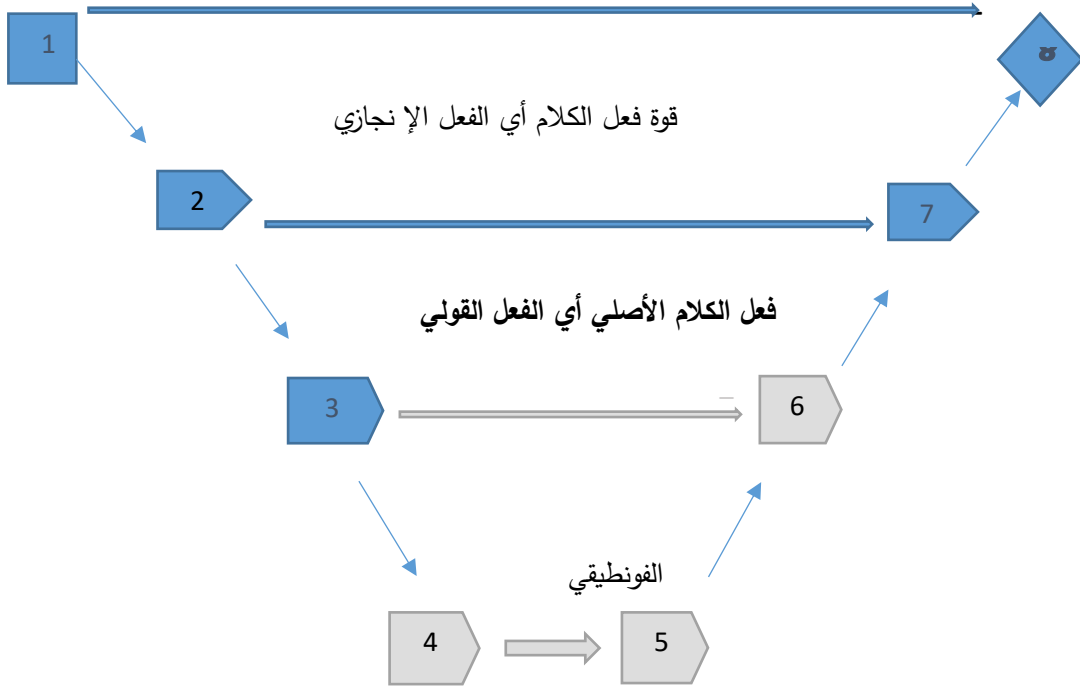 1
قوة فعل الكلام أي الفعل الإ نجازي
2
7
فعل الكلام الأصلي أي الفعل القولي
3
6
الفونطيقي
4
5